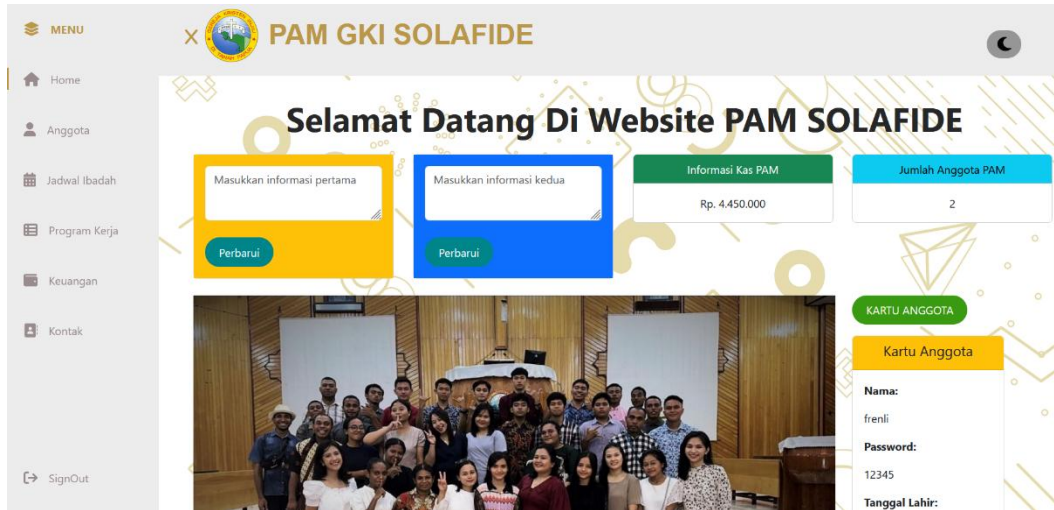 MENU
PAM GKI SOLAFIDE
Home
Anggota
Jadwal Ibadah
Program Kerja
Keuangan
Kontak
SignOut
Selamat Datang Di Website PAM SOLAFIDE
Masukkan informasi pertama
Perbarui
Masukkan informasi kedua
Perbarui
Informasi Kas PAM
Rp. 4.450.000
Jumlah Anggota PAM
2
KARTU ANGGOTA
Kartu Anggota
Nama:
frenli
Password:
12345
Tanggal Lahir: